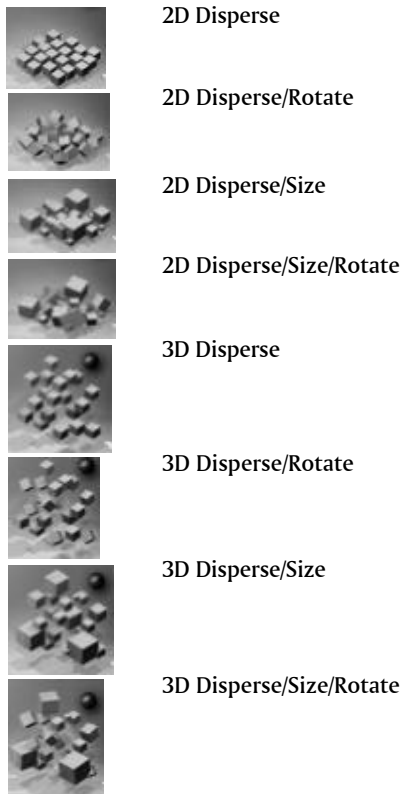 2D Disperse
2D Disperse/Rotate
2D Disperse/Size
2D Disperse/Size/Rotate
3D Disperse
3D Disperse/Rotate
3D Disperse/Size
3D Disperse/Size/Rotate